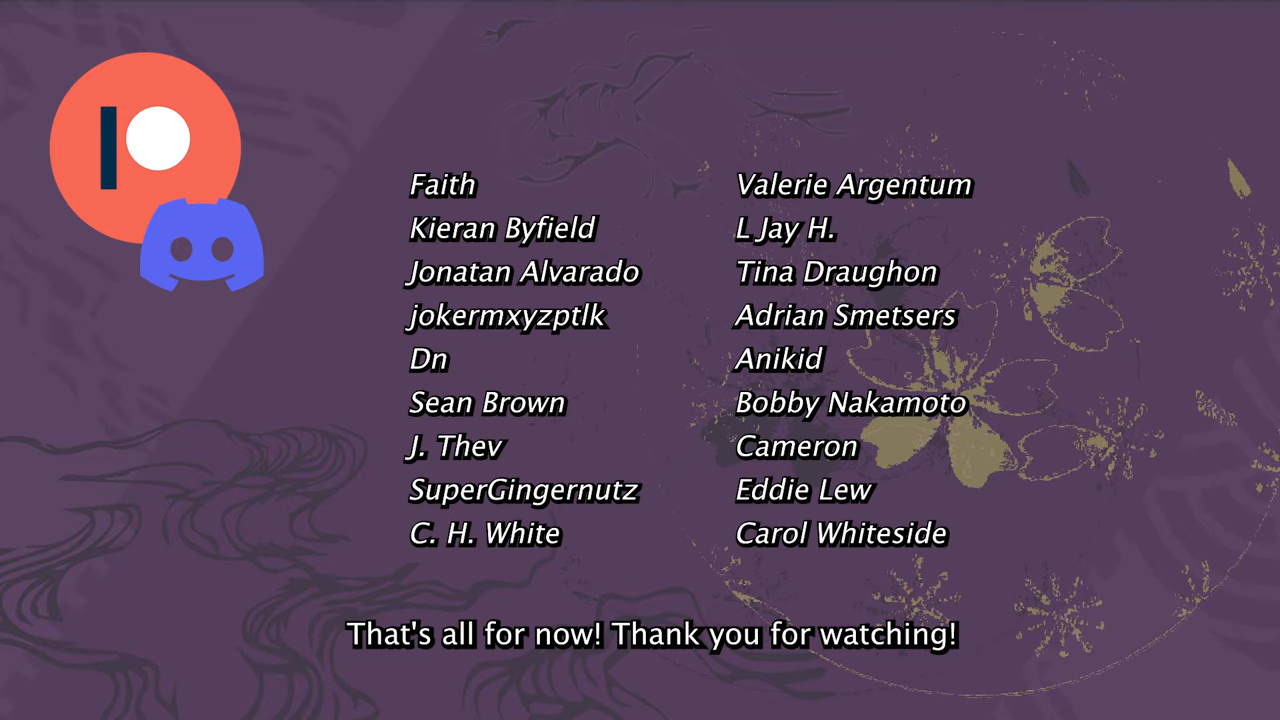 Faith
Kieran Byfield
Jonatan Alvarado
jokermxyzptlk
Dn
Sean Brown
J. Thev
SuperGingernutz
C. H. White
Valerie Argentum
L Jay H.
Tina Draughon
Adrian Smetsers
Anikid
Bobby Nakamoto
Cameron
Eddie Lew
Carol Whiteside
That's all for now! Thank you for watching!